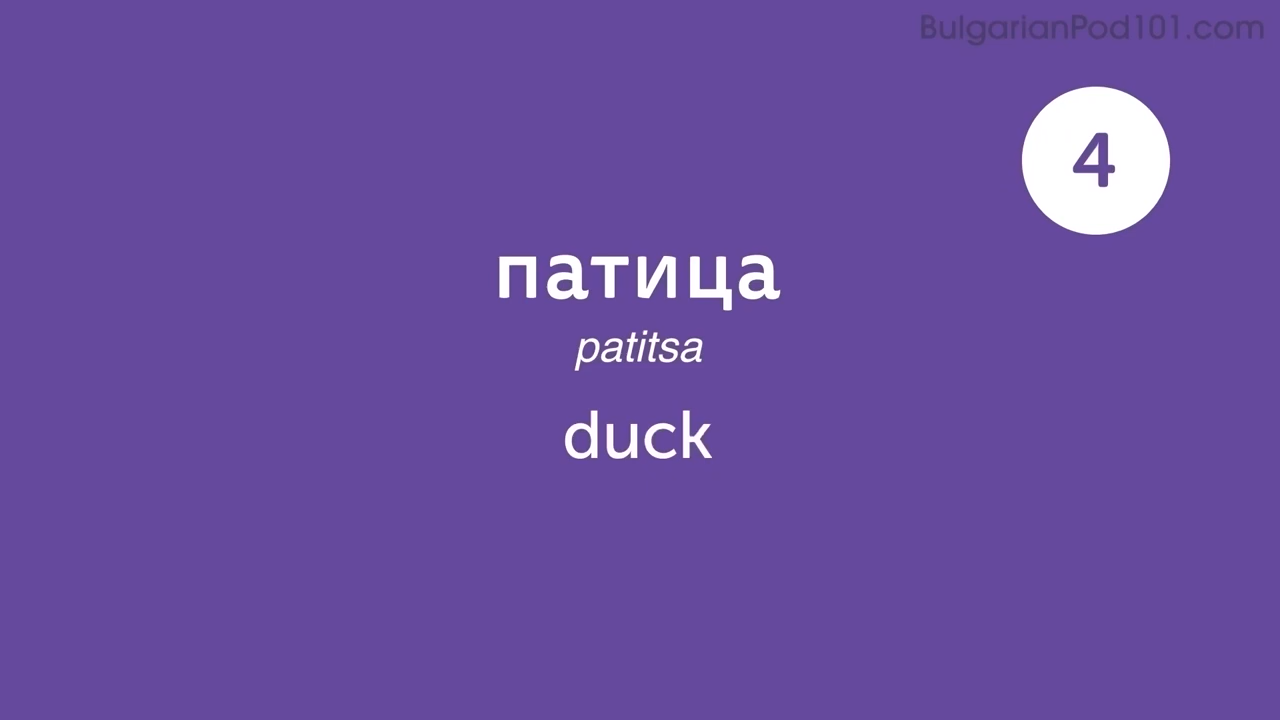 BulgarianPod101.com
4
патица
patitsa
duck